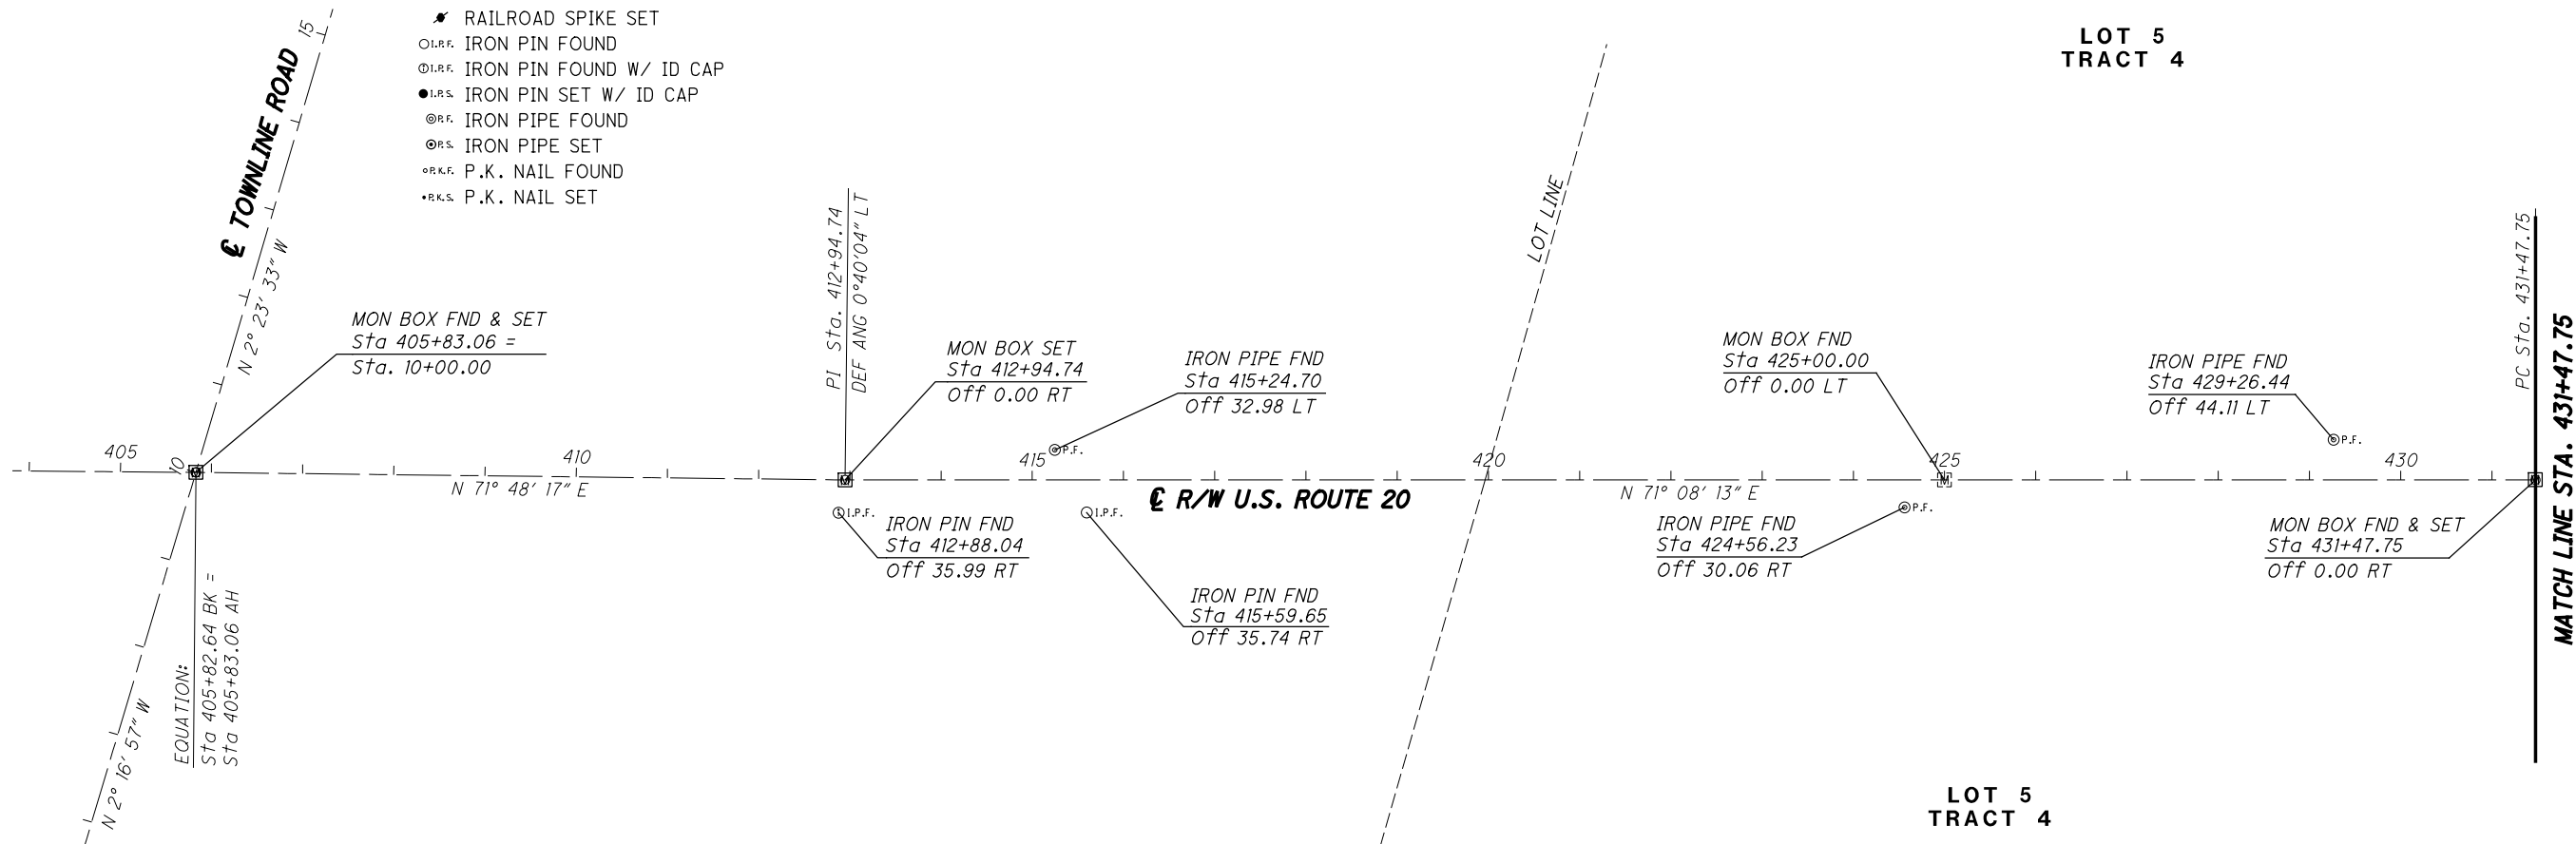 RAILROAD SPIKE SET
I.P.F. IRON PIN FOUND
I.P.F. IRON PIN FOUND W/ ID CAP
I.P.S. IRON PIN SET W/ ID CAP
P.F. IRON PIPE FOUND
P.S. IRON PIPE SET
P.K.F. P.K. NAIL FOUND
P.K.S. P.K. NAIL SET
LOT 5
TRACT 4
℄ TOWNLINE ROAD
15
N 2° 23' 33" W
10
MON BOX FND & SET
Sta 405+83.06 =
Sta. 10+00.00
PI Sta. 412+94.74
DEF ANG 0°40'04" LT
MON BOX SET
Sta 412+94.74
Off 0.00 RT
IRON PIPE FND
Sta 415+24.70
Off 32.98 LT
P.F.
LOT LINE
MON BOX FND
Sta 425+00.00
Off 0.00 LT
IRON PIPE FND
Sta 429+26.44
Off 44.11 LT
P.F.
PC Sta. 431+47.75
MATCH LINE STA. 431+47.75
405
410
415
420
425
430
N 71° 48' 17" E
℄ R/W U.S. ROUTE 20
N 71° 08' 13" E
M
I.P.F.
IRON PIN FND
Sta 412+88.04
Off 35.99 RT
I.P.F.
IRON PIN FND
Sta 415+59.65
Off 35.74 RT
P.F.
IRON PIPE FND
Sta 424+56.23
Off 30.06 RT
MON BOX FND & SET
Sta 431+47.75
Off 0.00 RT
EQUATION:
Sta 405+82.64 BK =
Sta 405+83.06 AH
N 2° 16' 57" W
LOT 5
TRACT 4